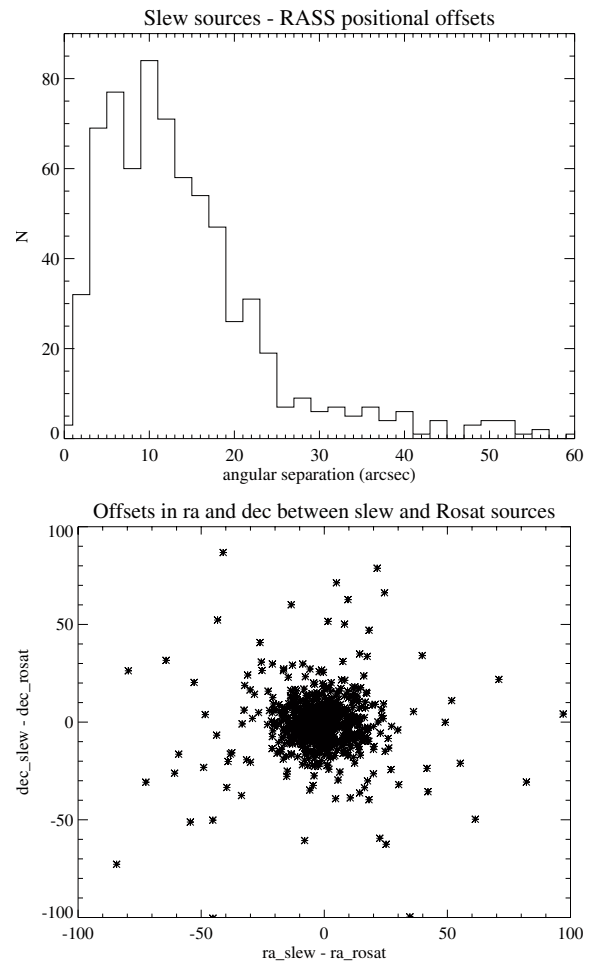 Slew sources - RASS positional offsets
80
60
40
20
0
N
0 10 20 30 40 50 60
angular separation (arcsec)
Offsets in ra and dec between slew and Rosat sources
100
50
0
-50
-100
dec_slew - dec_rosat
-100 -50 0 50 100
ra_slew - ra_rosat